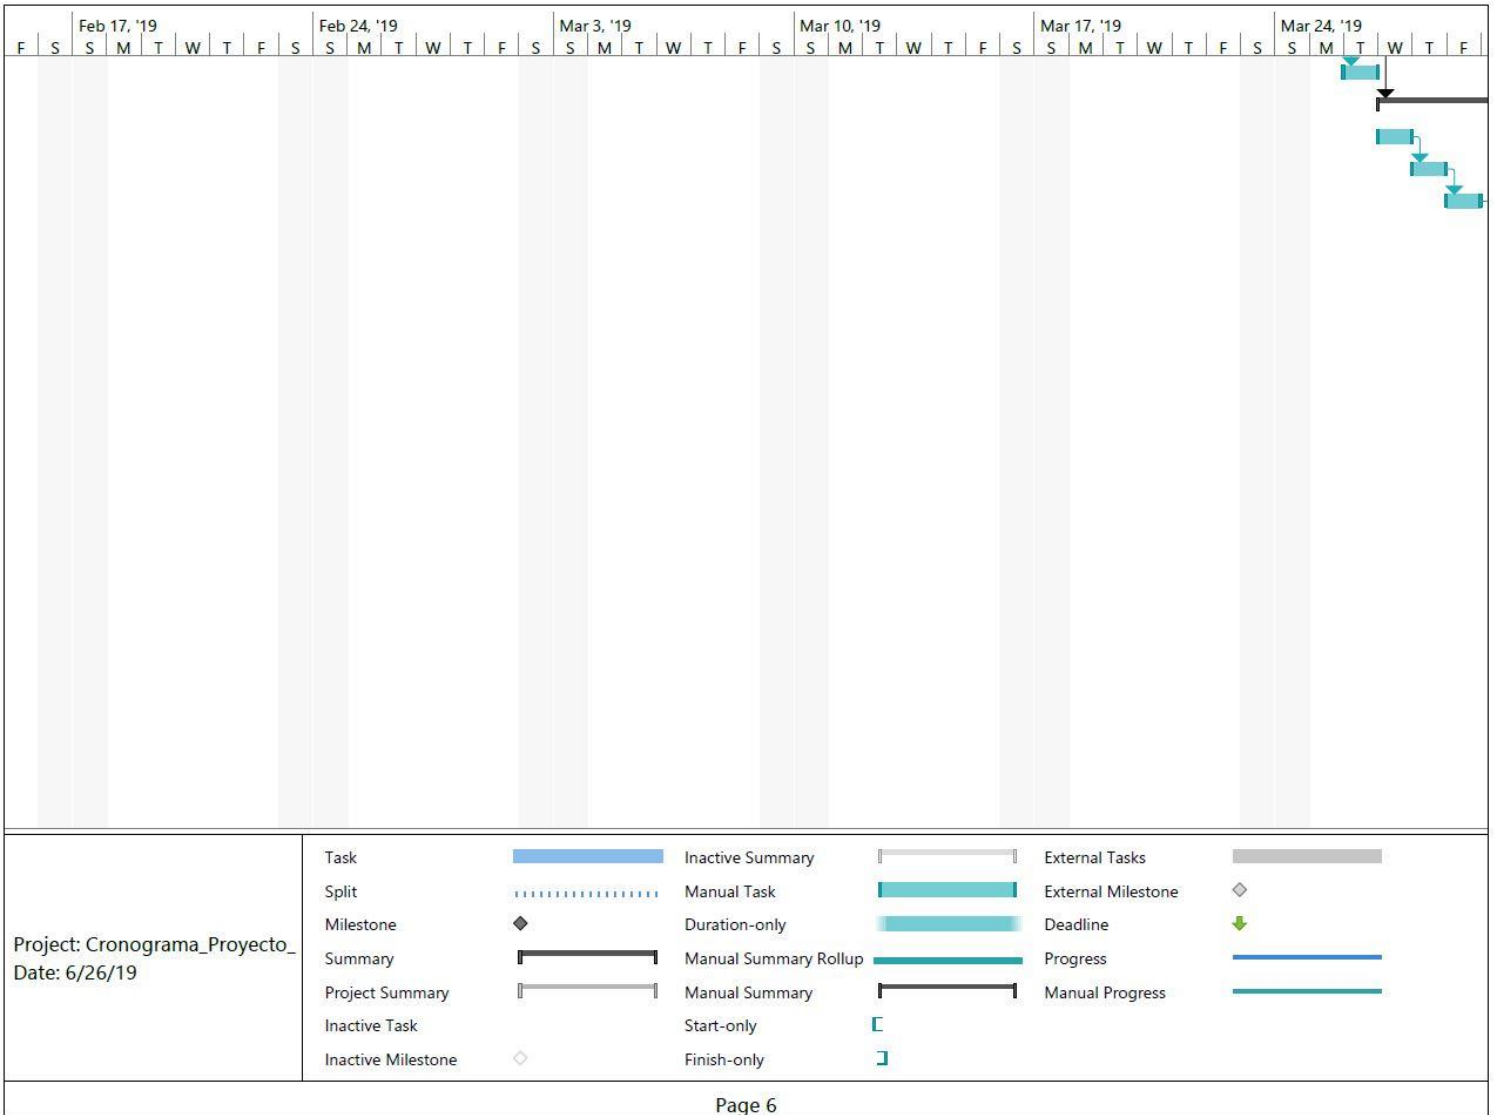 Feb 17, '19 Feb 24, '19 Mar 3, '19 Mar 10, '19 Mar 17, '19 Mar 24, '19
F S S M T W T F S S M T W T F S S M T W T F S S M T W T F S S M T W T F S S M T W T F
Task
Split
Milestone
Summary
Project Summary
Inactive Task
Inactive Milestone
Inactive Summary
Manual Task
Duration-only
Manual Summary Rollup
Manual Summary
Start-only
Finish-only
External Tasks
External Milestone
Deadline
Progress
Manual Progress
Project: Cronograma_Proyecto_
Date: 6/26/19
Page 6